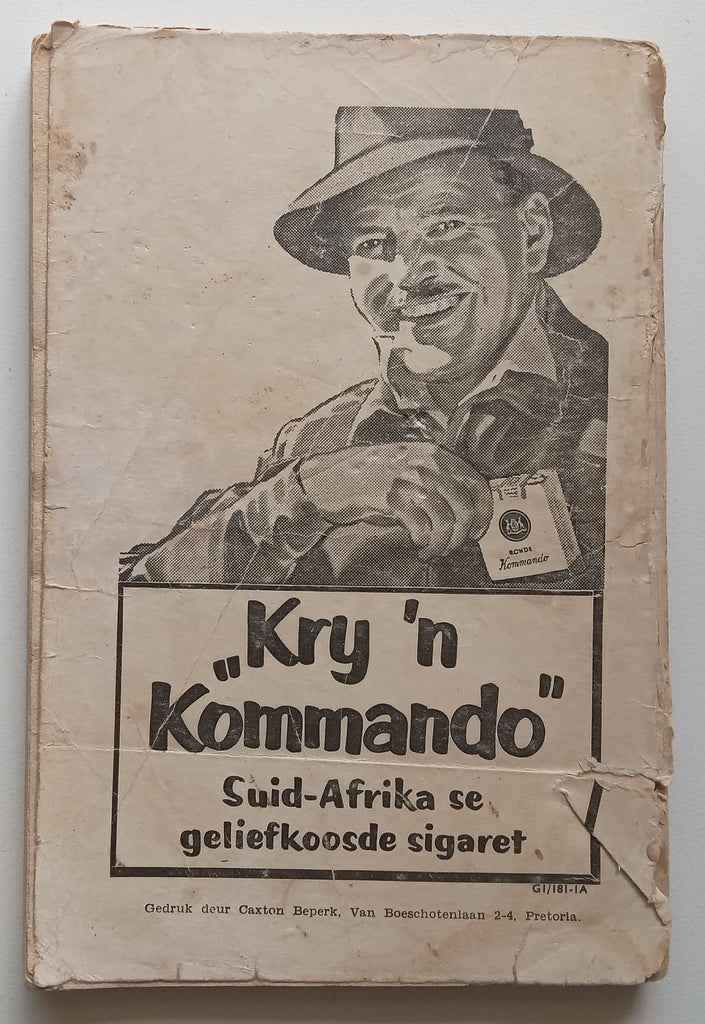 RONDE
Kommando
„Kry 'n
Kommando"
Suid-Afrika se
geliefkoosde sigaret
GI/181-1A
Gedruk deur Caxton Beperk, Van Boeschotenlaan 2-4, Pretoria.